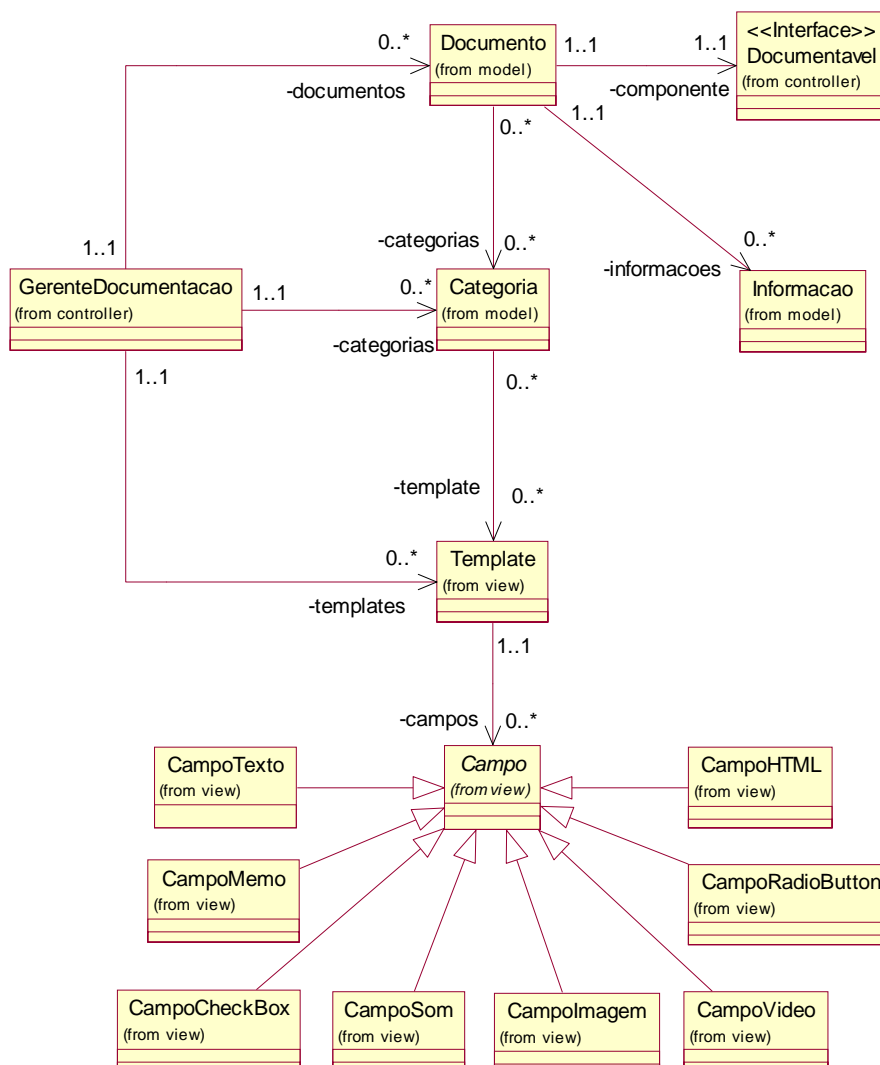 0..*
Documento
(from model)
1..1
1..1
<<Interface>>
Documentavel
(from controller)
-documentos
-componente
0..*
1..1
1..1
-categorias
0..*
-informacoes
0..*
GerenteDocumentacao
(from controller)
1..1
0..*
Categoria
(from model)
Informacao
(from model)
-categorias
1..1
0..*
-template
0..*
0..*
Template
(from view)
-templates
1..1
-campos
0..*
CampoTexto
(from view)
Campo
(from view)
CampoHTML
(from view)
CampoMemo
(from view)
CampoRadioButton
(from view)
CampoCheckBox
(from view)
CampoSom
(from view)
CampoImagem
(from view)
CampoVideo
(from view)